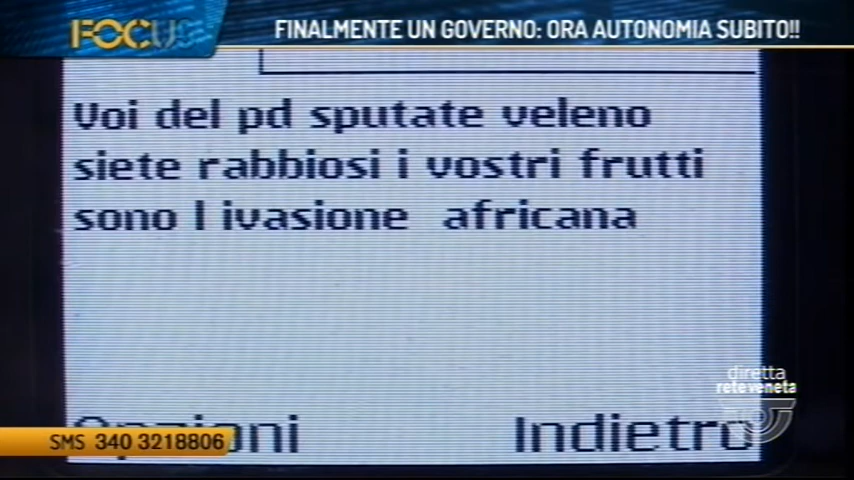 FOCUS
FINALMENTE UN GOVERNO: ORA AUTONOMIA SUBITO!!
Voi del pd sputate veleno
siete rabbiosi i vostri frutti
sono l ivasione africana
diretta
reteveneta
Opzioni
Indietro
SMS 340 3218806